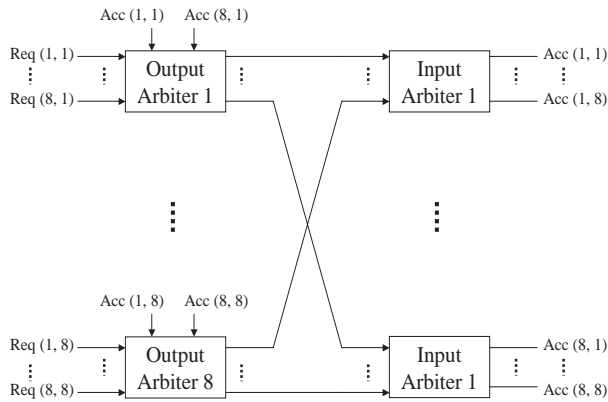 Acc (1, 1) Acc (8, 1)
Req (1, 1)
Req (8, 1)
Output
Arbiter 1
Input
Arbiter 1
Acc (1, 1)
Acc (1, 8)
Acc (1, 8) Acc (8, 8)
Req (1, 8)
Req (8, 8)
Output
Arbiter 8
Input
Arbiter 1
Acc (8, 1)
Acc (8, 8)